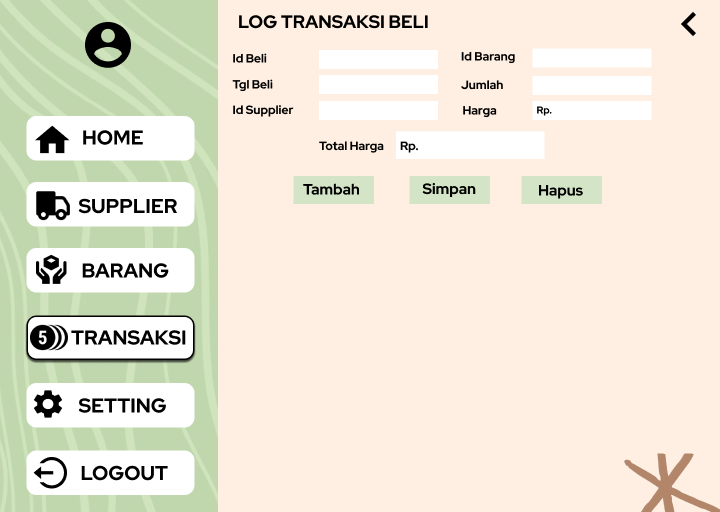 LOG TRANSAKSI BELI
Id Beli
Id Barang
Tgl Beli
Jumlah
Id Supplier
Harga
Rp.
Total Harga
Rp.
Tambah
Simpan
Hapus
HOME
SUPPLIER
BARANG
5
TRANSAKSI
SETTING
LOGOUT